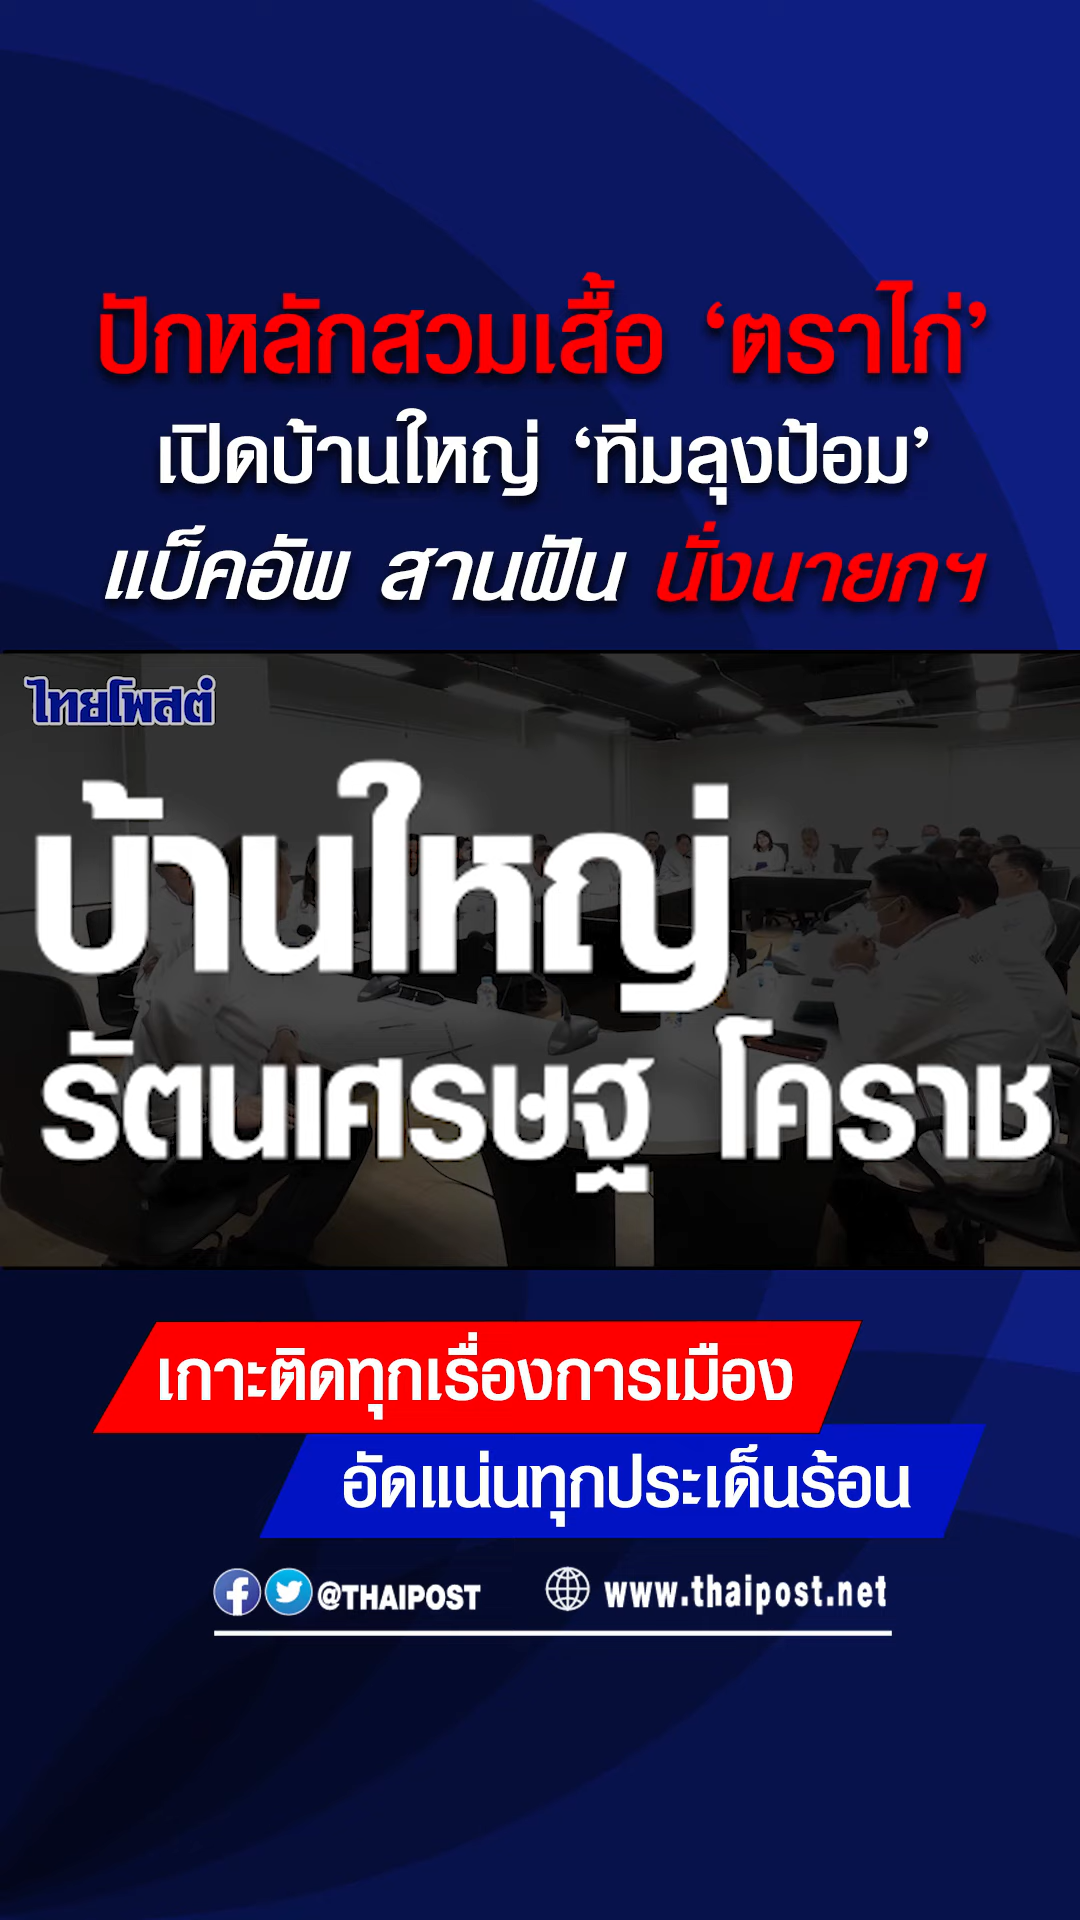 ปักหลักสวมเสื้อ ‘ตราไก่’
เปิดบ้านใหญ่ ‘ทีมลุงป้อม’
แบ็คอัพ สานฝัน นั่งนายกฯ
ไทยโพสต์
บ้านใหญ่
รัตนเศรษฐ โคราช
เกาะติดทุกเรื่องการเมือง
อัดแน่นทุกประเด็นร้อน
@THAIPOST www.thaipost.net